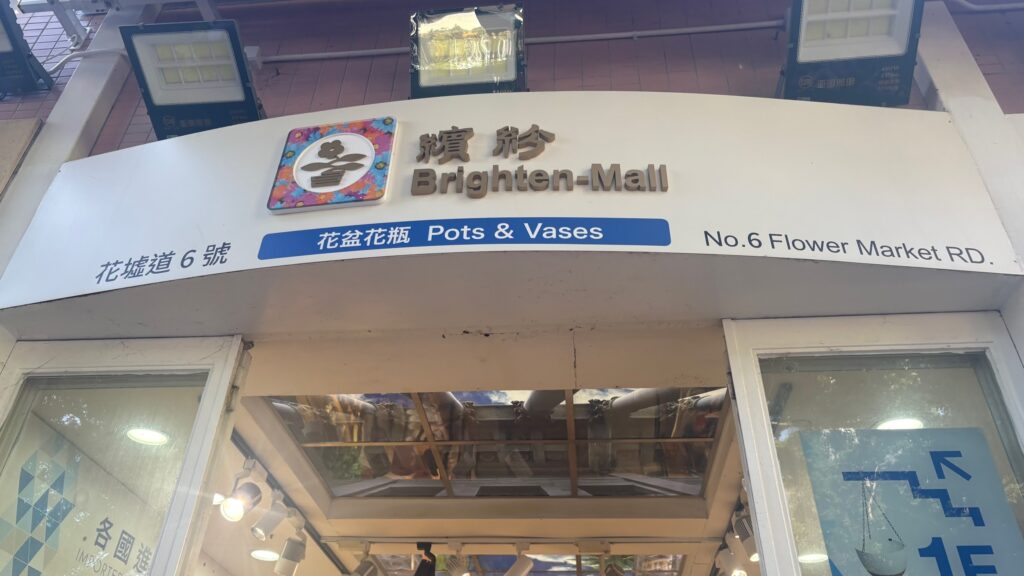 繽紛
Brighten-Mall
花盆花瓶 Pots & Vases
花墟道 6 號
No.6 Flower Market RD.
各國進
IMPORTE
1F